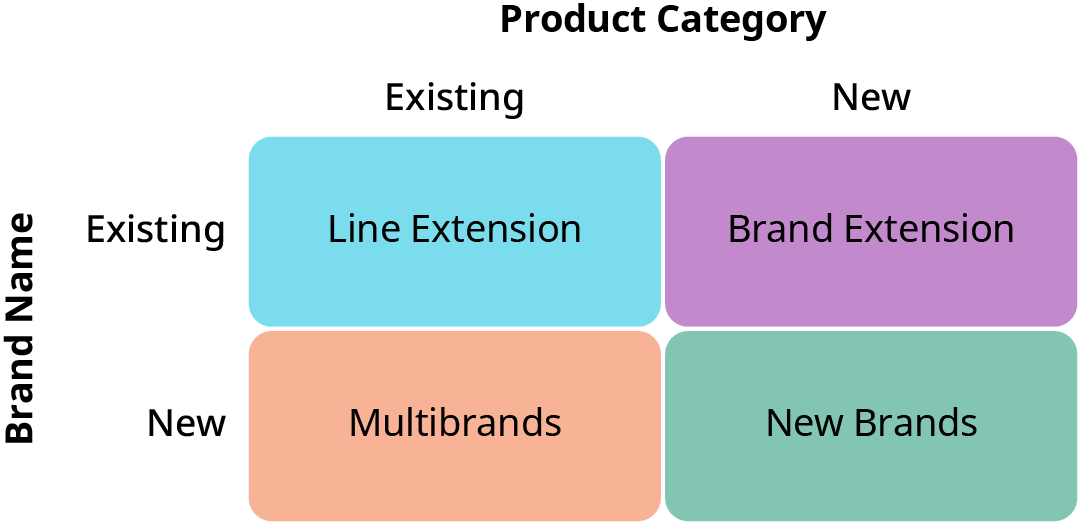 Product Category
Existing
New
Brand Name
Existing
Line Extension
Brand Extension
New
Multibrands
New Brands